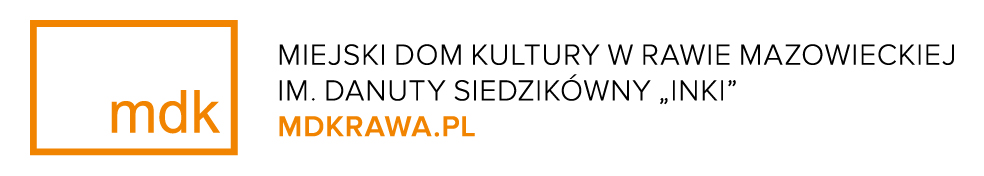 mdk
MIEJSKI DOM KULTURY W RAWIE MAZOWIECKIEJ
IM. DANUTY SIEDZIKÓWNY „INKI”
MDKRAWA.PL